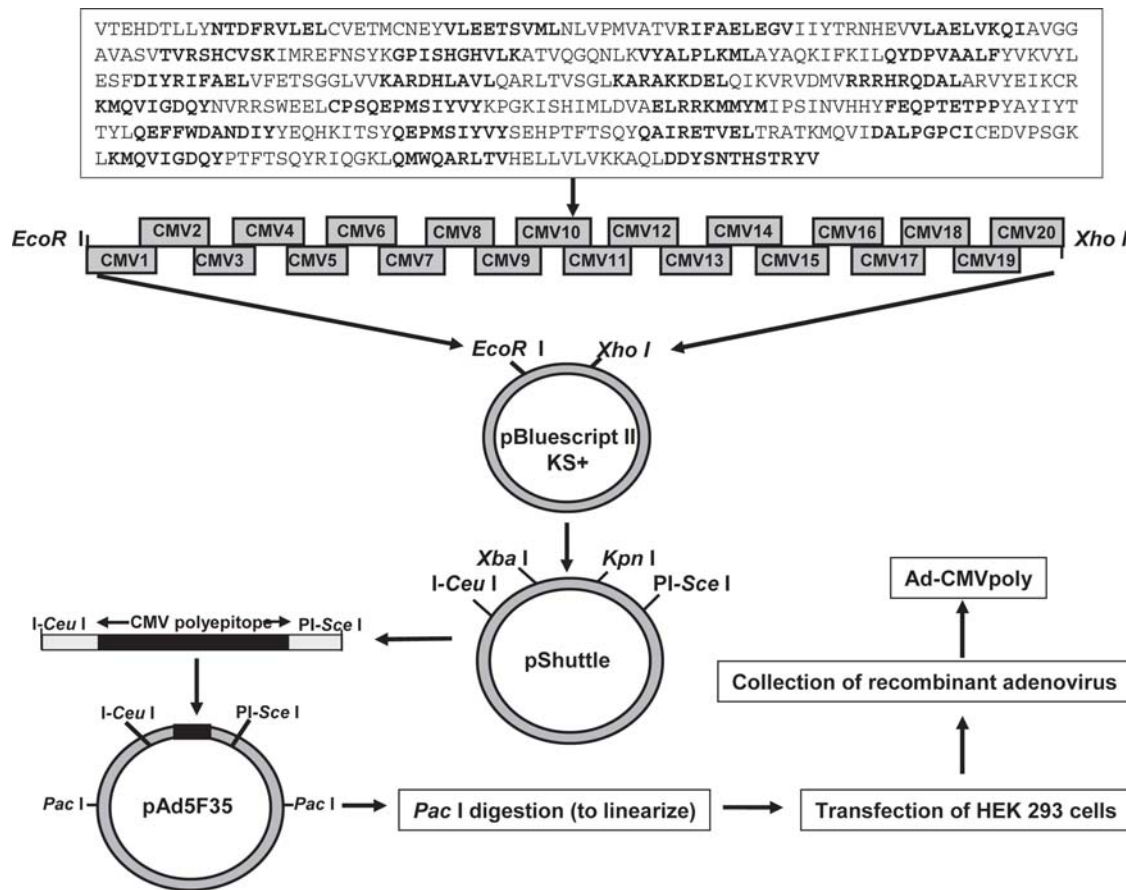 VTEHDTLLYNTDFRVLELCVETMCNEYVLEETSVMLNLVPMVATVRIFAELEGVIIYTRNHEVVLAELVKQIAVGG
AVASVTVRSHCVSKIMREFNSYKGPISHGHVLKATVQGQNLKVYALPLKMLAYAQKIFKILQYDPVAALFYVKVYL
ESFDIYRIFAELVFETSGGLVVKARDHLAVLQARLTVSGLKARAKKDELQIKVRVDMVRRRHRQDALARVYEIKCR
KMQVIGDQYNVRRSWEELCPSQEPMSIYVYKPGKISHIMLDVAELRRKMMYMIPSINVHHYFEQPTETPPYAYIYT
TYLQEFFWDANDIYYEQHKITSYQEPMSIYVYSEHPTFTSQYQAIRETVELTRATKMQVIDALPGPCICEDVPSGK
LKMQVIGDQYPTFTSQYRIQGKLQMWQARLTVHELLVLVKKAQLDDYSNTHSTRYV
CMV2 CMV4 CMV6 CMV8 CMV10 CMV12 CMV14 CMV16 CMV18 CMV20
EcoR I Xho I
CMV1 CMV3 CMV5 CMV7 CMV9 CMV11 CMV13 CMV15 CMV17 CMV19
EcoR I Xho I
pBluescript II
KS+
Xba I Kpn I
I-Ceu I PI-Sce I
pShuttle
I-Ceu I CMV polyepitope PI-Sce I
I-Ceu I PI-Sce I
Pac I pAd5F35 Pac I
Pac I digestion (to linearize)
Transfection of HEK 293 cells
Collection of recombinant adenovirus
Ad-CMVpoly